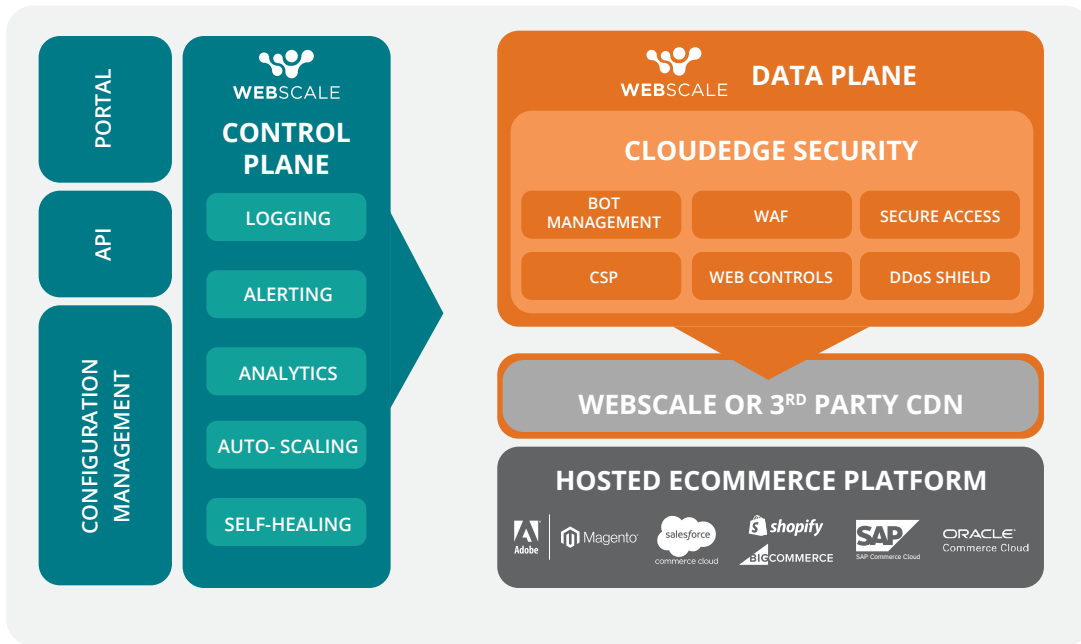 PORTAL
API
CONFIGURATION
MANAGEMENT
WEBSCALE
CONTROL
PLANE
LOGGING
ALERTING
ANALYTICS
AUTO- SCALING
SELF-HEALING
WEBSCALE
DATA PLANE
CLOUDEDGE SECURITY
BOT
MANAGEMENT
WAF
SECURE ACCESS
CSP
WEB CONTROLS
DDoS SHIELD
WEBSCALE OR 3RD PARTY CDN
HOSTED ECOMMERCE PLATFORM
Adobe
Magento
salesforce
commerce cloud
shopify
BIGCOMMERCE
SAP
SAP Commerce Cloud
ORACLE
Commerce Cloud